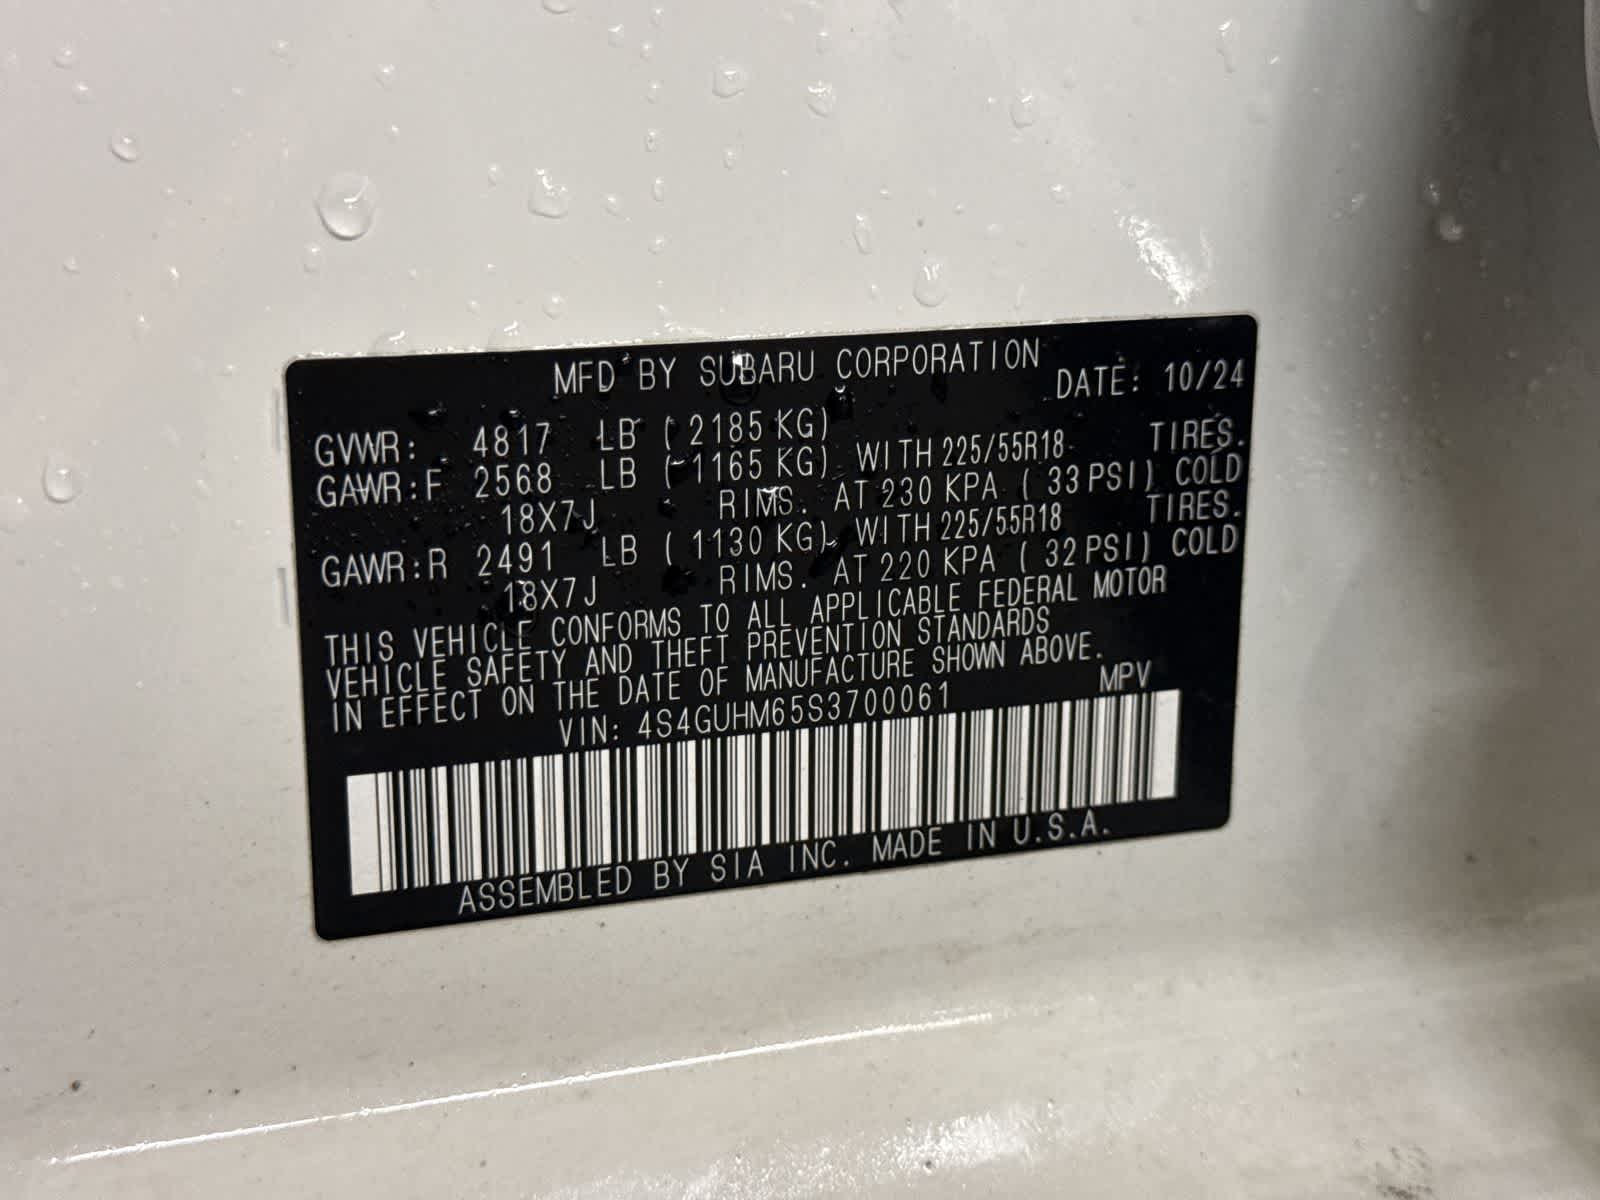 MFD BY SUBARU CORPORATION DATE: 10/24
GVWR: 4817 LB ( 2185 KG)
GAWR:F 2568 LB ( 1165 KG) WITH 225/55R18 TIRES.
18X7J RIMS. AT 230 KPA ( 33 PSI) COLD
GAWR:R 2491 LB ( 1130 KG) WITH 225/55R18 TIRES.
18X7J RIMS. AT 220 KPA ( 32 PSI) COLD
THIS VEHICLE CONFORMS TO ALL APPLICABLE FEDERAL MOTOR
VEHICLE SAFETY AND THEFT PREVENTION STANDARDS
IN EFFECT ON THE DATE OF MANUFACTURE SHOWN ABOVE.
VIN: 4S4GUHM65S3700061 MPV
ASSEMBLED BY SIA INC. MADE IN U.S.A.